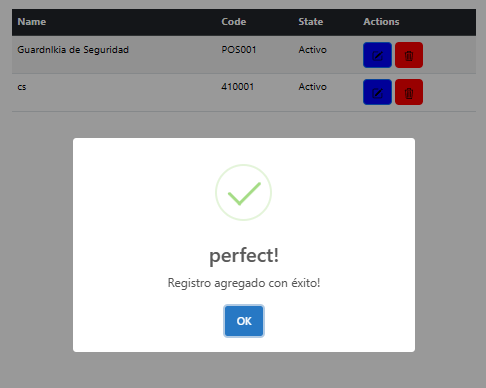 Name Code State Actions
Guardnlkia de Seguridad POS001 Activo
cs 410001 Activo
perfect!
Registro agregado con éxito!
OK